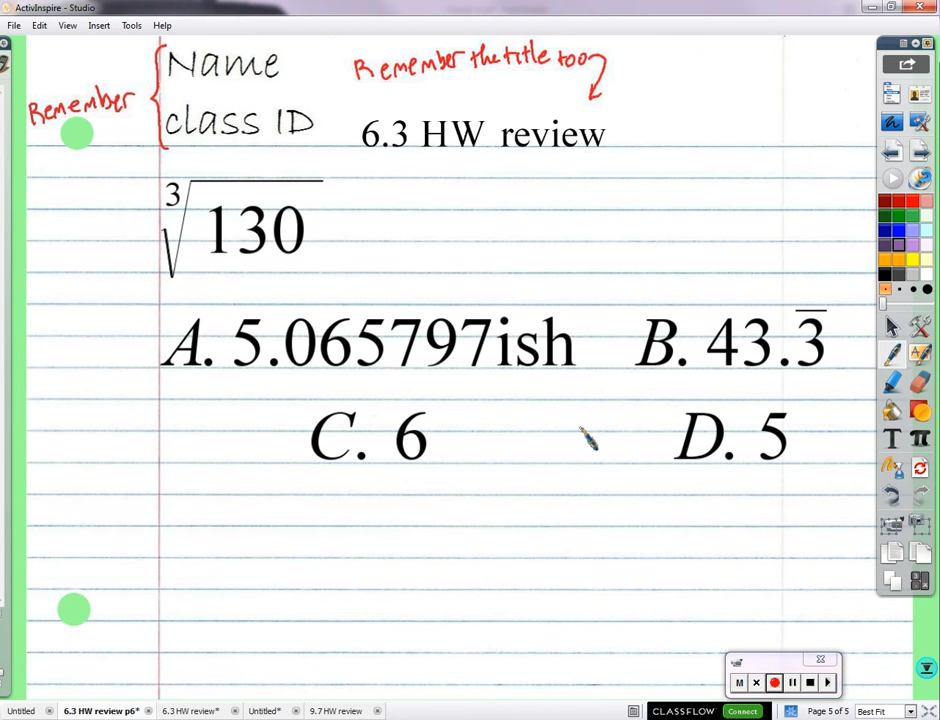 ActivInspire - Studio
File Edit View Insert Tools Help
Name
class ID
Remember
Remember the title too
6.3 HW review
∛130
A. 5.065797ish B. 43.3̅
C. 6 D. 5
M
Untitled 6.3 HW review p6* 6.3 HW review* Untitled* 9.7 HW review CLASSFLOW Connect Page 5 of 5 Best Fit